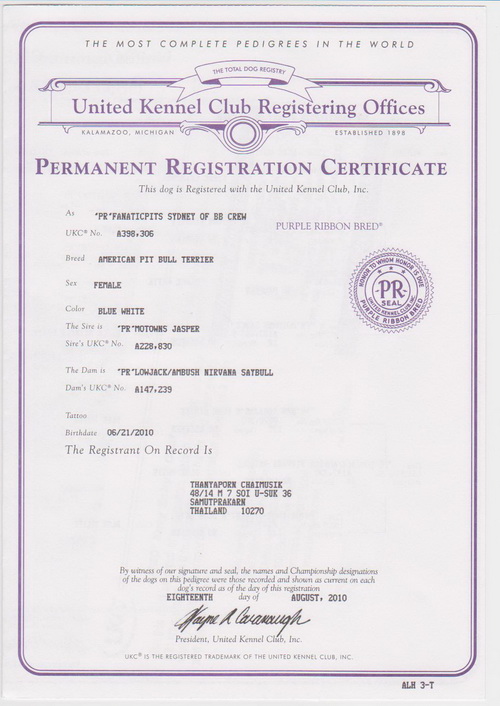 THE MOST COMPLETE PEDIGREES IN THE WORLD
THE TOTAL DOG REGISTRY
United Kennel Club Registering Offices
KALAMAZOO, MICHIGAN ESTABLISHED 1898
PERMANENT REGISTRATION CERTIFICATE
This dog is Registered with the United Kennel Club, Inc.
As 'PR'FANATICPITS SYDNEY OF BB CREW
UKC® No. A398,306
PURPLE RIBBON BRED®
Breed AMERICAN PIT BULL TERRIER
Sex FEMALE
HONOR TO WHOM HONOR IS DUE
-PR-
SEAL
UNITED KENNEL CLUB INC.
PURPLE RIBBON BRED
Color BLUE WHITE
The Sire is 'PR'MOTOWNS JASPER
Sire's UKC® No. A228,830
The Dam is 'PR'LOWJACK/AMBUSH NIRVANA SATBULL
Dam's UKC® No. A147,239
Tattoo
Birthdate 06/21/2010
The Registrant On Record Is
THANYAPORN CHAIMUSIK
48/14 M 7 SOI U-SUK 36
SAMUTPRAKARN
THAILAND 10270
By witness of our signature and seal, the names and Championship designations
of the dogs on this pedigree were those recorded and shown as current on each
dog's record as of the day of this registration
EIGHTEENTH day of AUGUST, 2010
Wayne R Cavanaugh
President, United Kennel Club, Inc.
UKC® IS THE REGISTERED TRADEMARK OF THE UNITED KENNEL CLUB, INC.
ALH 3-T